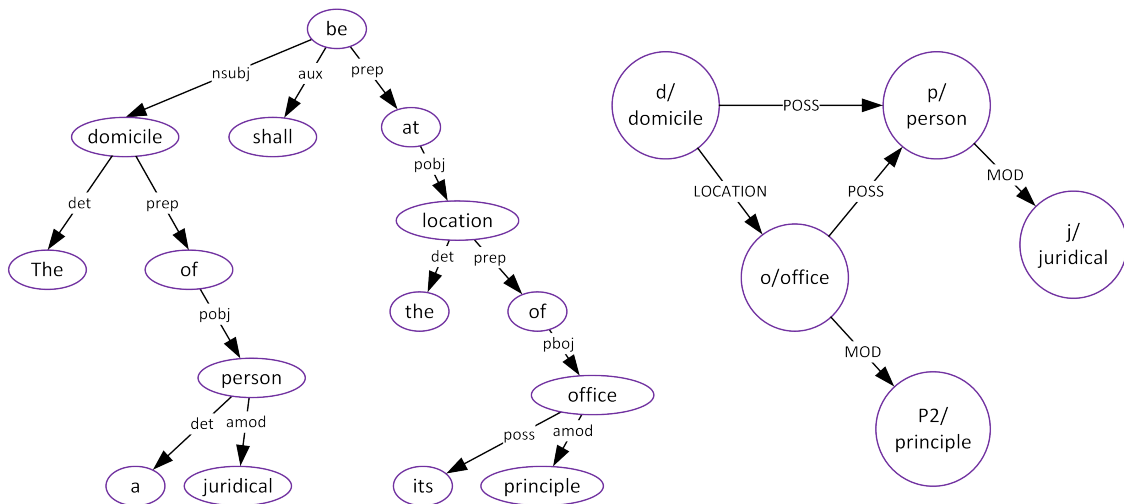 be
nsubj
aux
prep
domicile
shall
at
det
prep
pobj
The
of
location
pobj
det
prep
the
of
person
pboj
det
amod
office
a
juridical
poss
amod
its
principle
d/
domicile
POSS
p/
person
LOCATION
POSS
MOD
o/office
j/
juridical
MOD
P2/
principle